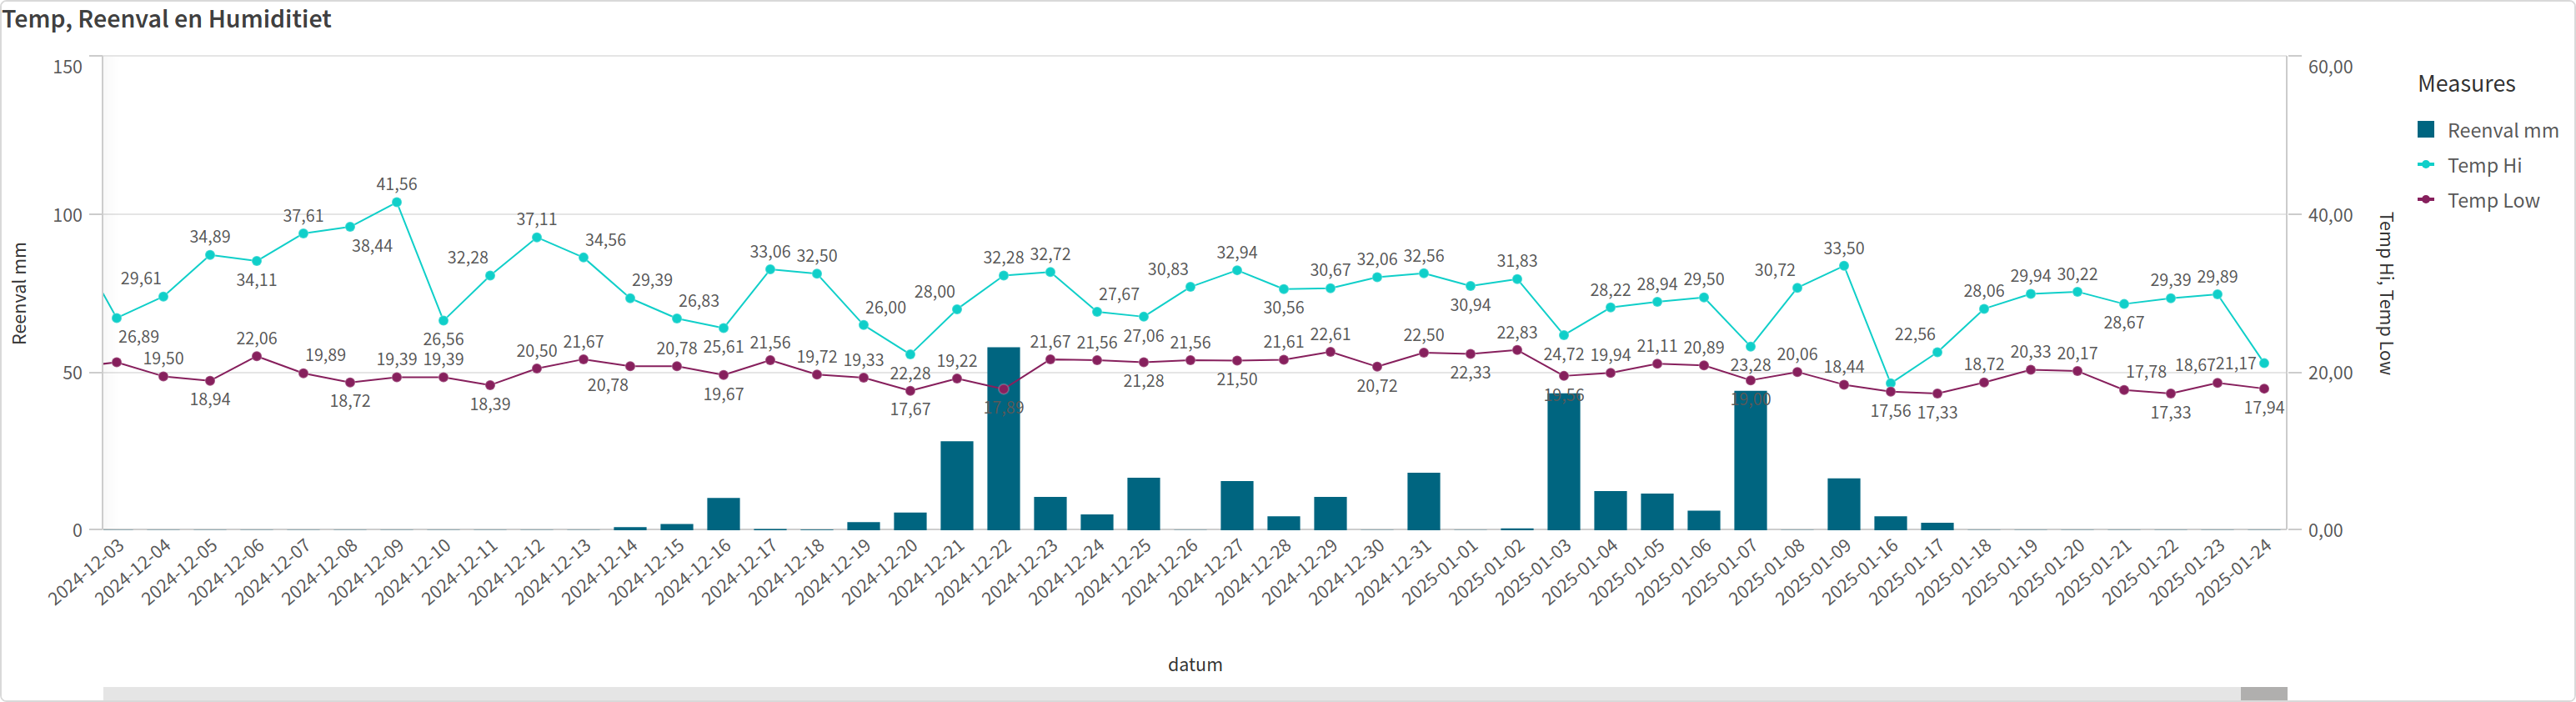 Temp, Reenval en Humiditiet
150
100
50
0
Reenval mm
60,00
40,00
20,00
0,00
Temp Hi, Temp Low
Measures
Reenval mm
Temp Hi
Temp Low
26,89 29,61 34,89 34,11 37,61 38,44 41,56 26,56 32,28 37,11 34,56 29,39 26,83 25,61 33,06 32,50 26,00 22,28 28,00 32,28 32,72 27,67 27,06 30,83 32,94 30,56 30,67 32,06 32,56 30,94 31,83 24,72 28,22 28,94 29,50 23,28 30,72 33,50 22,56 28,06 29,94 30,22 28,67 29,39 29,89 21,17
19,50 18,94 22,06 19,89 18,72 19,39 19,39 18,39 20,50 21,67 20,78 20,78 19,67 21,56 19,72 19,33 17,67 19,22 17,89 21,67 21,56 21,28 21,56 21,50 21,61 22,61 20,72 22,50 22,33 22,83 19,56 19,94 21,11 20,89 19,00 20,06 18,44 17,56 17,33 18,72 20,33 20,17 17,78 17,33 18,67 17,94
2024-12-03 2024-12-04 2024-12-05 2024-12-06 2024-12-07 2024-12-08 2024-12-09 2024-12-10 2024-12-11 2024-12-12 2024-12-13 2024-12-14 2024-12-15 2024-12-16 2024-12-17 2024-12-18 2024-12-19 2024-12-20 2024-12-21 2024-12-22 2024-12-23 2024-12-24 2024-12-25 2024-12-26 2024-12-27 2024-12-28 2024-12-29 2024-12-30 2024-12-31 2025-01-01 2025-01-02 2025-01-03 2025-01-04 2025-01-05 2025-01-06 2025-01-07 2025-01-08 2025-01-09 2025-01-16 2025-01-17 2025-01-18 2025-01-19 2025-01-20 2025-01-21 2025-01-22 2025-01-23 2025-01-24
datum